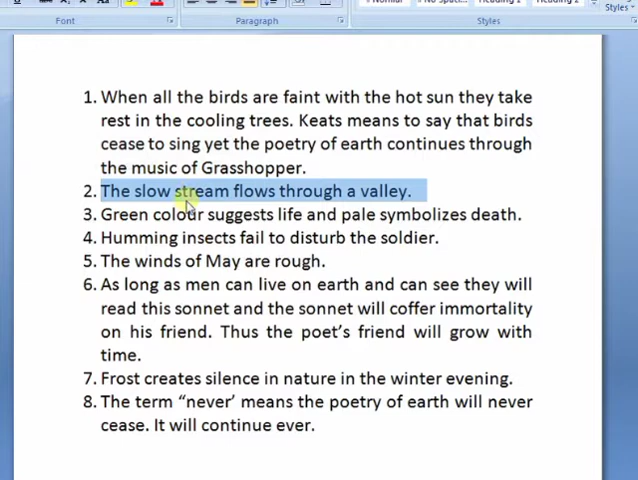 Font
Paragraph
Styles
Styles
1. When all the birds are faint with the hot sun they take
rest in the cooling trees. Keats means to say that birds
cease to sing yet the poetry of earth continues through
the music of Grasshopper.
2. The slow stream flows through a valley.
3. Green colour suggests life and pale symbolizes death.
4. Humming insects fail to disturb the soldier.
5. The winds of May are rough.
6. As long as men can live on earth and can see they will
read this sonnet and the sonnet will coffer immortality
on his friend. Thus the poet's friend will grow with
time.
7. Frost creates silence in nature in the winter evening.
8. The term “never’ means the poetry of earth will never
cease. It will continue ever.